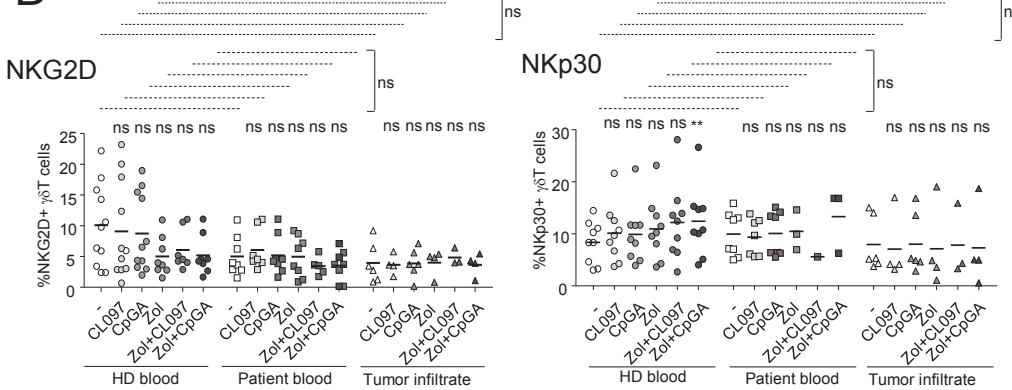 ns
n
NKG2D
ns
ns ns ns ns ns
ns ns ns ns ns
ns ns ns ns ns
25
20
15
10
5
0
%NKG2D+ γδT cells
-
CL097
CpGA
Zol
Zol+CL097
Zol+CpGA
HD blood
-
CL097
CpGA
Zol
Zol+CL097
Zol+CpGA
Patient blood
-
CL097
CpGA
Zol
Zol+CL097
Zol+CpGA
Tumor infiltrate
NKp30
ns
ns ns ns ns **
ns ns ns ns ns
ns ns ns ns ns
30
20
10
0
%NKp30+ γδT cells
-
CL097
CpGA
Zol
Zol+CL097
Zol+CpGA
HD blood
-
CL097
CpGA
Zol
Zol+CL097
Zol+CpGA
Patient blood
-
CL097
CpGA
Zol
Zol+CL097
Zol+CpGA
Tumor infiltrate